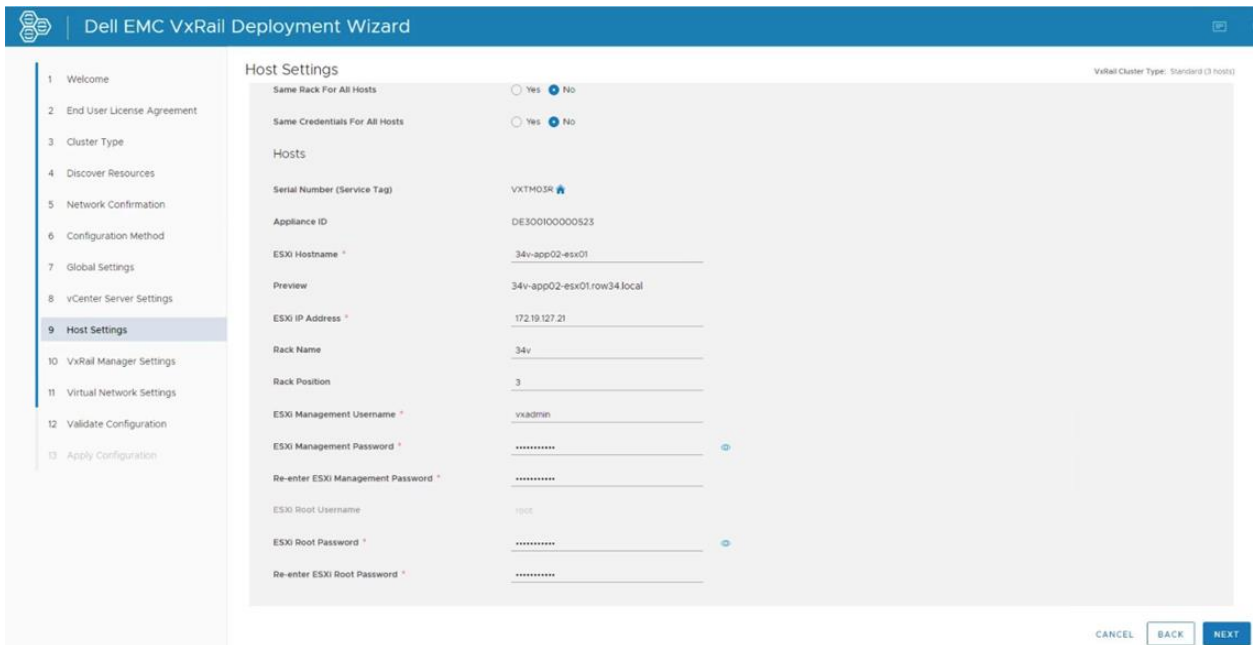 Dell EMC VxRail Deployment Wizard
1 Welcome
2 End User License Agreement
3 Cluster Type
4 Discover Resources
5 Network Confirmation
6 Configuration Method
7 Global Settings
8 vCenter Server Settings
9 Host Settings
10 VxRail Manager Settings
11 Virtual Network Settings
12 Validate Configuration
13 Apply Configuration
Host Settings
VxRail Cluster Type: Standard (3 hosts)
Same Rack For All Hosts Yes No
Same Credentials For All Hosts Yes No
Hosts
Serial Number (Service Tag) VXTM03R
Appliance ID DE300100000523
ESXi Hostname * 34v-app02-esx01
Preview 34v-app02-esx01.row34.local
ESXi IP Address * 172.19.127.21
Rack Name 34v
Rack Position 3
ESXi Management Username * vxadmin
ESXi Management Password * •••••••••••
Re-enter ESXi Management Password * •••••••••••
ESXi Root Username root
ESXi Root Password * •••••••••••
Re-enter ESXi Root Password * •••••••••••
CANCEL BACK NEXT